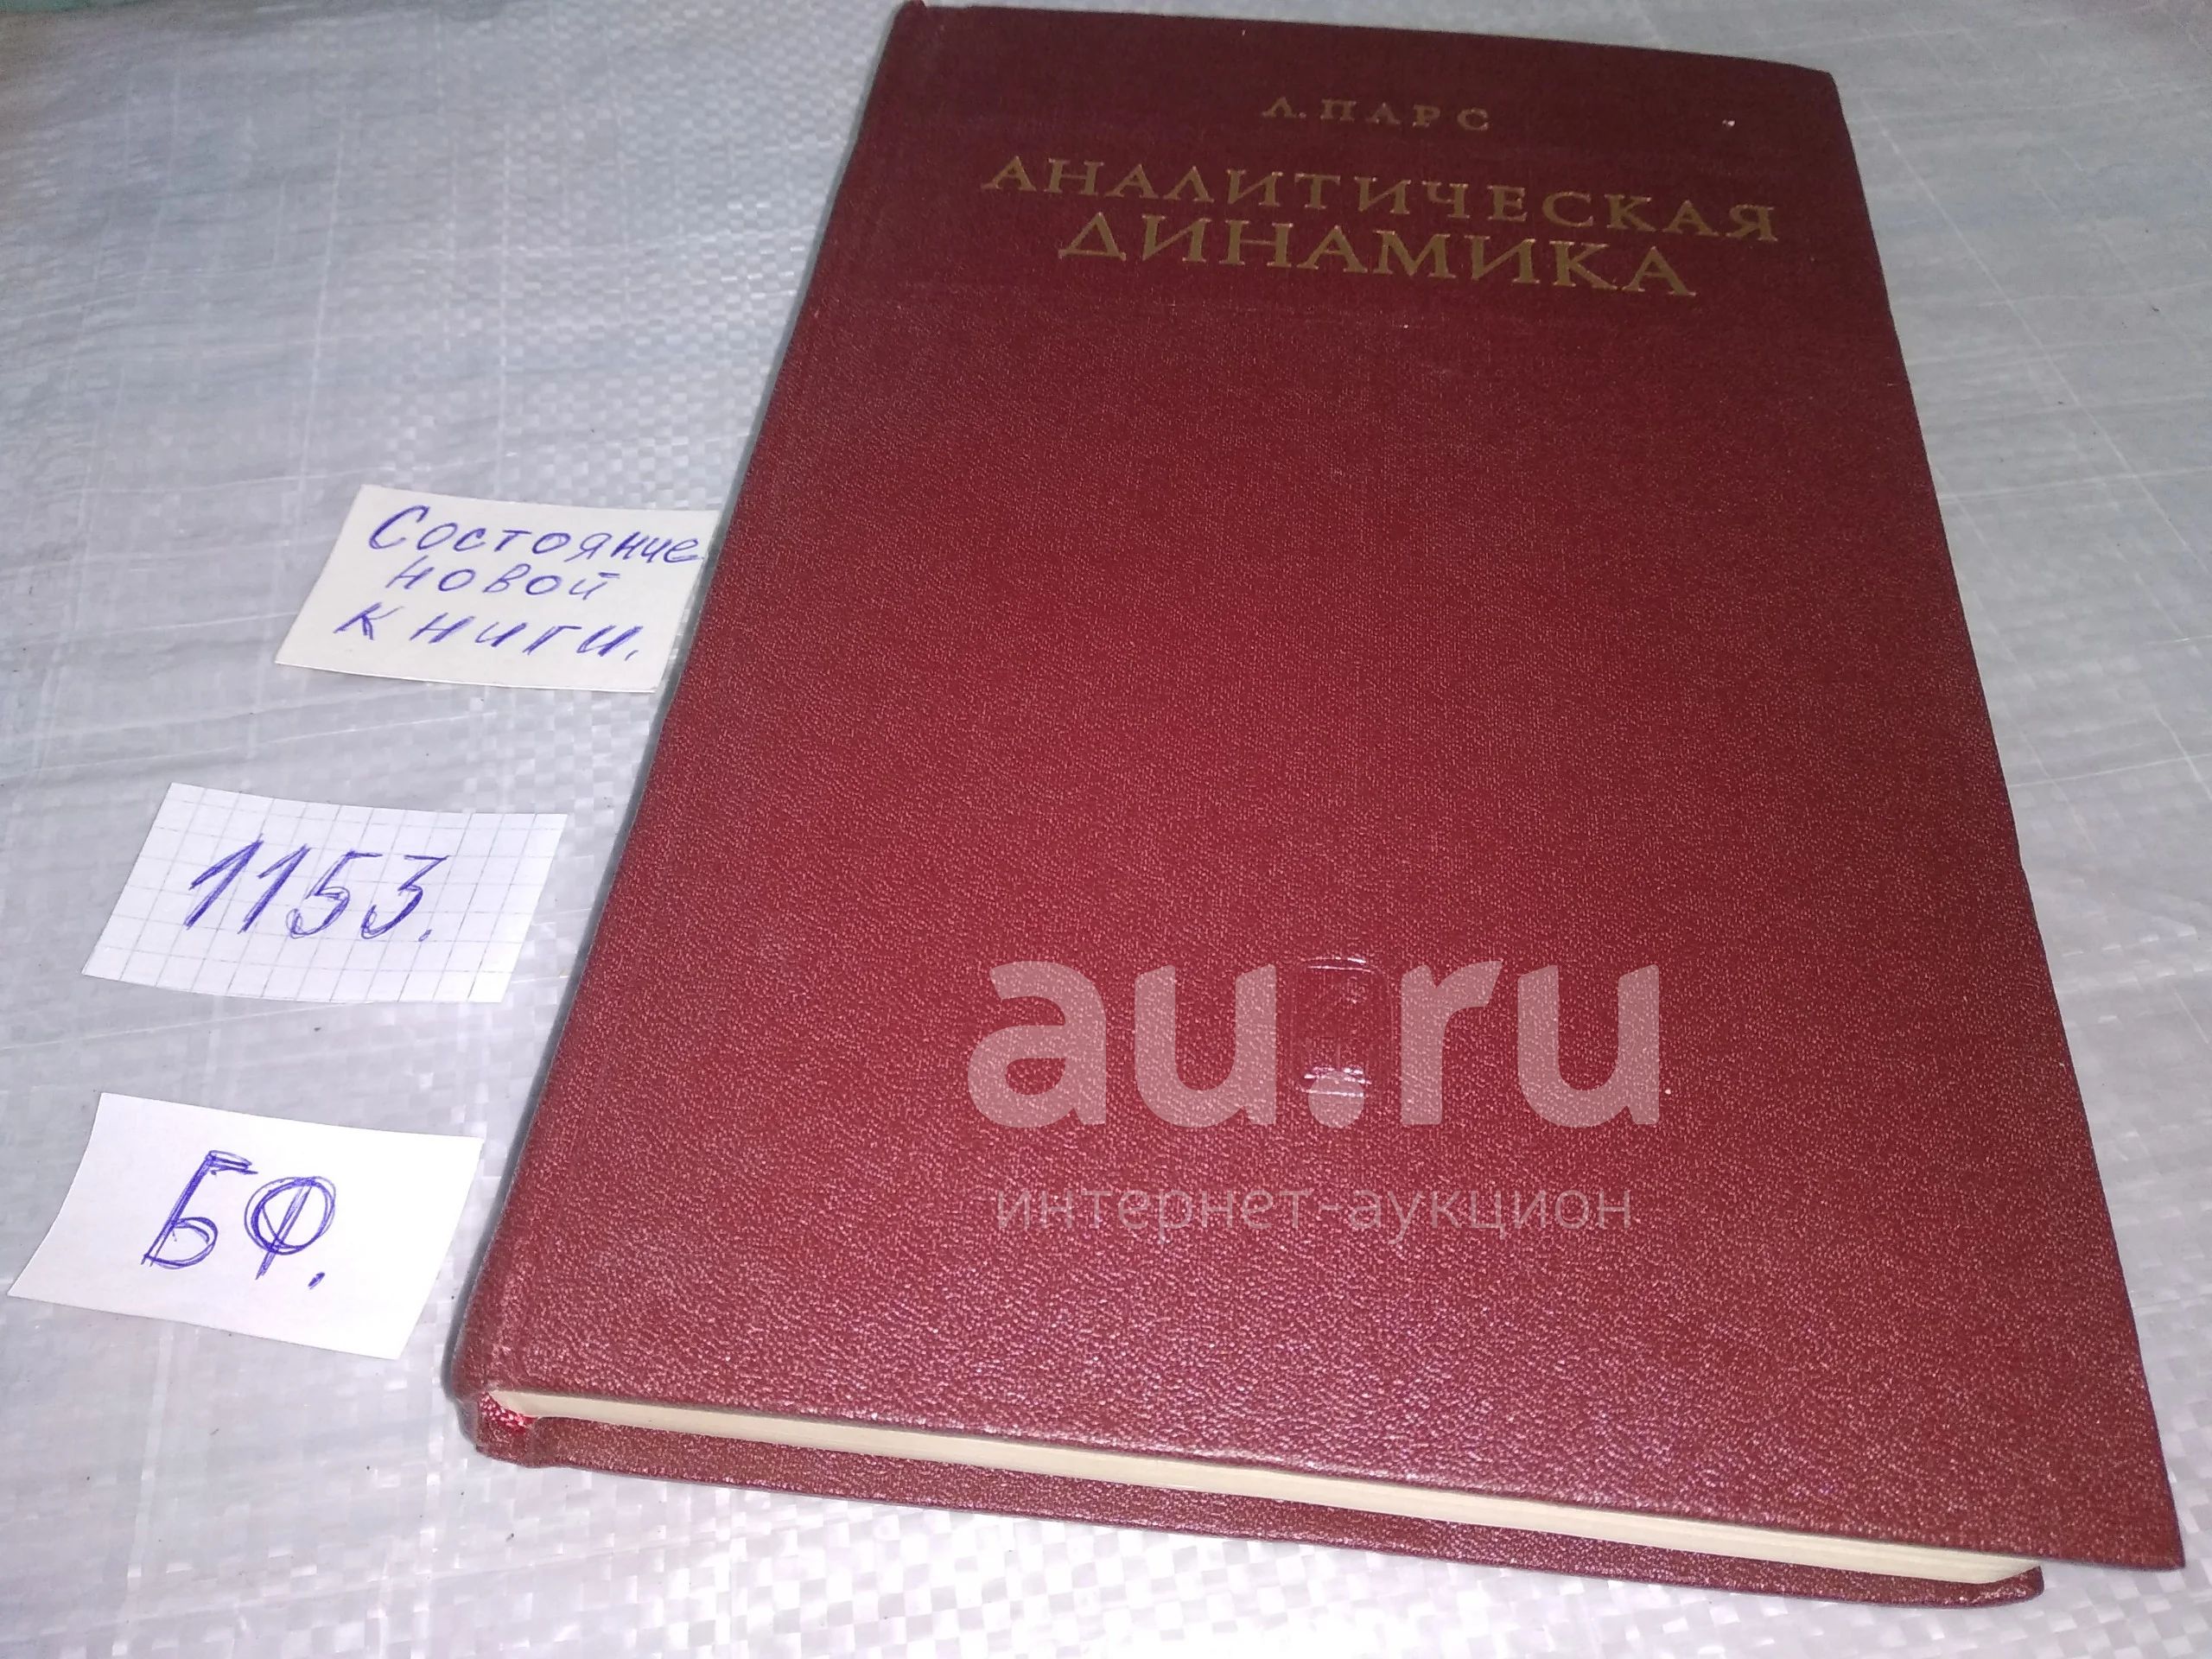 Л. ПАРС
АНАЛИТИЧЕСКАЯ
ДИНАМИКА
Состояние
новой
книги.
1153.
БФ.
au.ru
интернет-аукцион